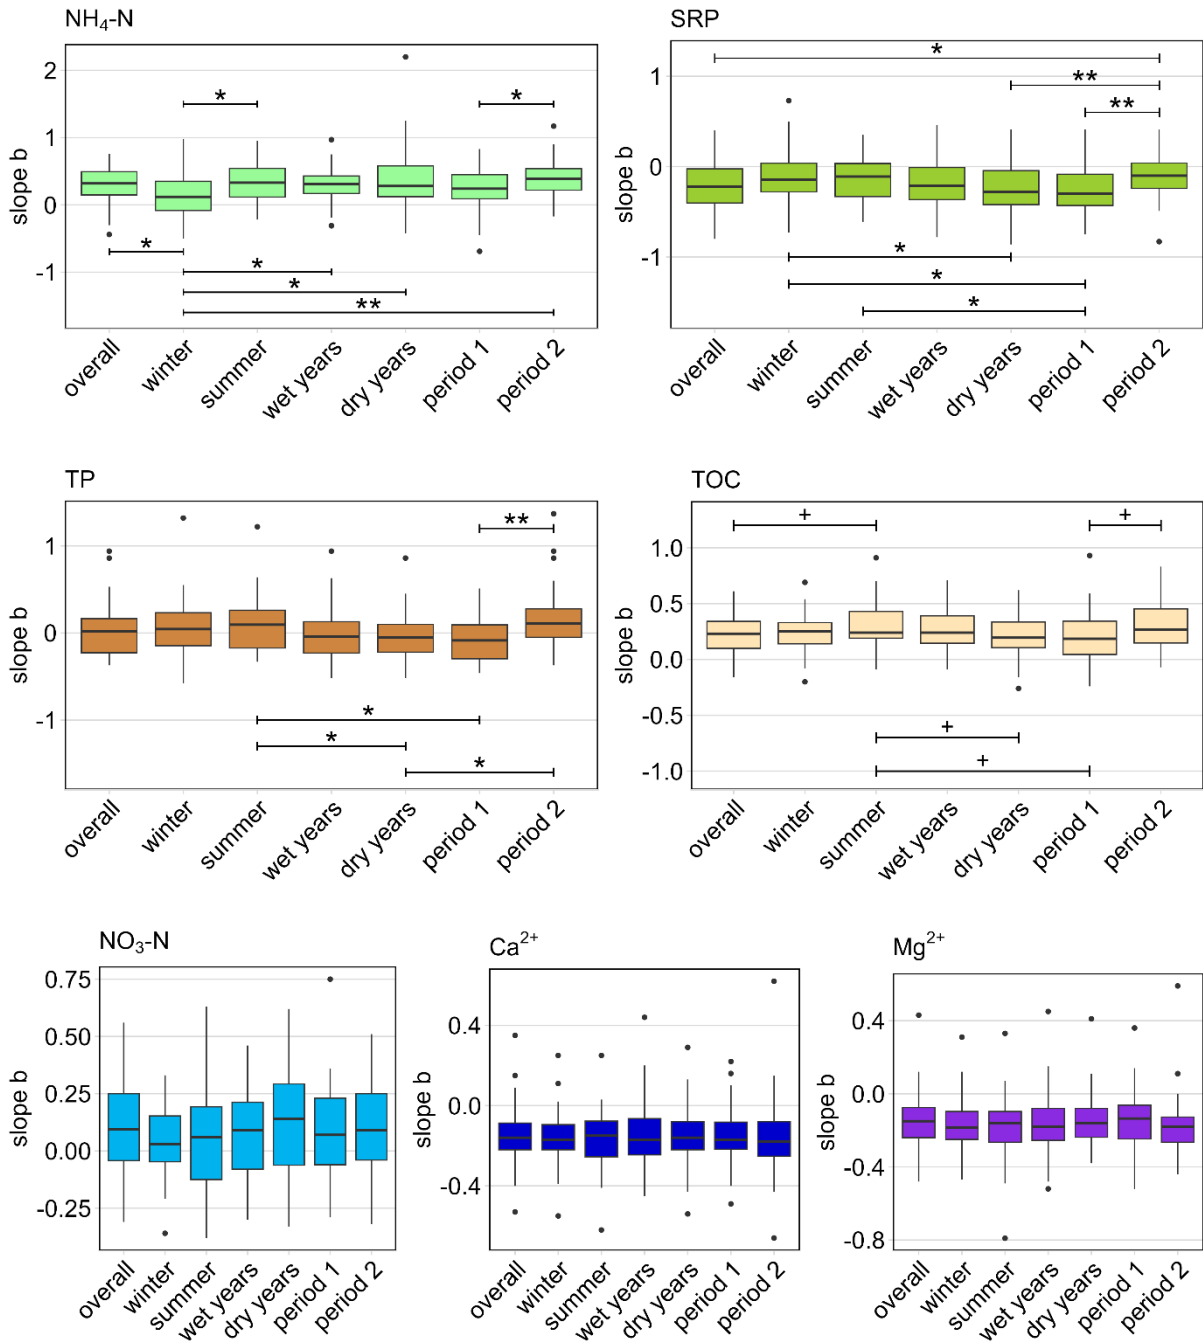 NH₄-N
slope b
2
1
0
-1
*
*
*
*
*
**
overall
winter
summer
wet years
dry years
period 1
period 2
SRP
slope b
1
0
-1
*
**
**
*
*
*
overall
winter
summer
wet years
dry years
period 1
period 2
TP
slope b
1
0
-1
**
*
*
*
overall
winter
summer
wet years
dry years
period 1
period 2
TOC
slope b
1.0
0.5
0.0
-0.5
-1.0
+
+
+
+
overall
winter
summer
wet years
dry years
period 1
period 2
NO₃-N
slope b
0.75
0.50
0.25
0.00
-0.25
overall
winter
summer
wet years
dry years
period 1
period 2
Ca²⁺
slope b
0.4
0.0
-0.4
overall
winter
summer
wet years
dry years
period 1
period 2
Mg²⁺
slope b
0.4
0.0
-0.4
-0.8
overall
winter
summer
wet years
dry years
period 1
period 2